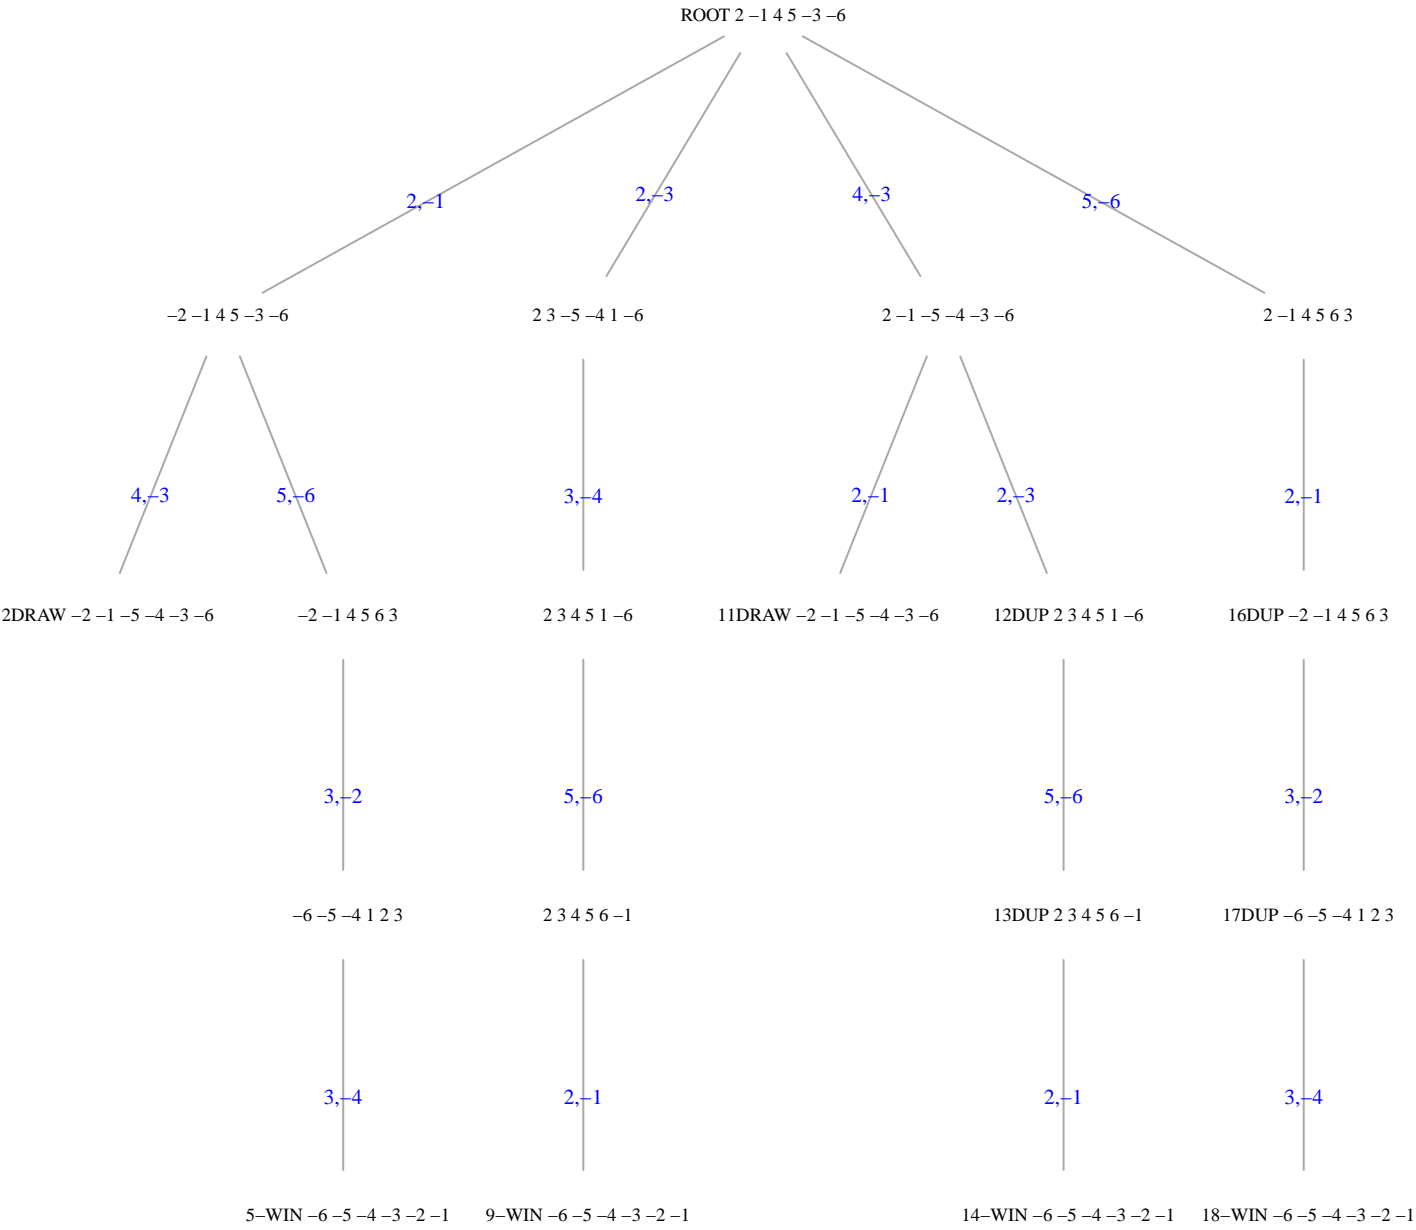 ROOT 2 –1 4 5 –3 –6
2,–1 2,–3 4,–3 5,–6
–2 –1 4 5 –3 –6 2 3 –5 –4 1 –6 2 –1 –5 –4 –3 –6 2 –1 4 5 6 3
4,–3 5,–6 3,–4 2,–1 2,–3 2,–1
2DRAW –2 –1 –5 –4 –3 –6 –2 –1 4 5 6 3 2 3 4 5 1 –6 11DRAW –2 –1 –5 –4 –3 –6 12DUP 2 3 4 5 1 –6 16DUP –2 –1 4 5 6 3
3,–2 5,–6 5,–6 3,–2
–6 –5 –4 1 2 3 2 3 4 5 6 –1 13DUP 2 3 4 5 6 –1 17DUP –6 –5 –4 1 2 3
3,–4 2,–1 2,–1 3,–4
5–WIN –6 –5 –4 –3 –2 –1 9–WIN –6 –5 –4 –3 –2 –1 14–WIN –6 –5 –4 –3 –2 –1 18–WIN –6 –5 –4 –3 –2 –1